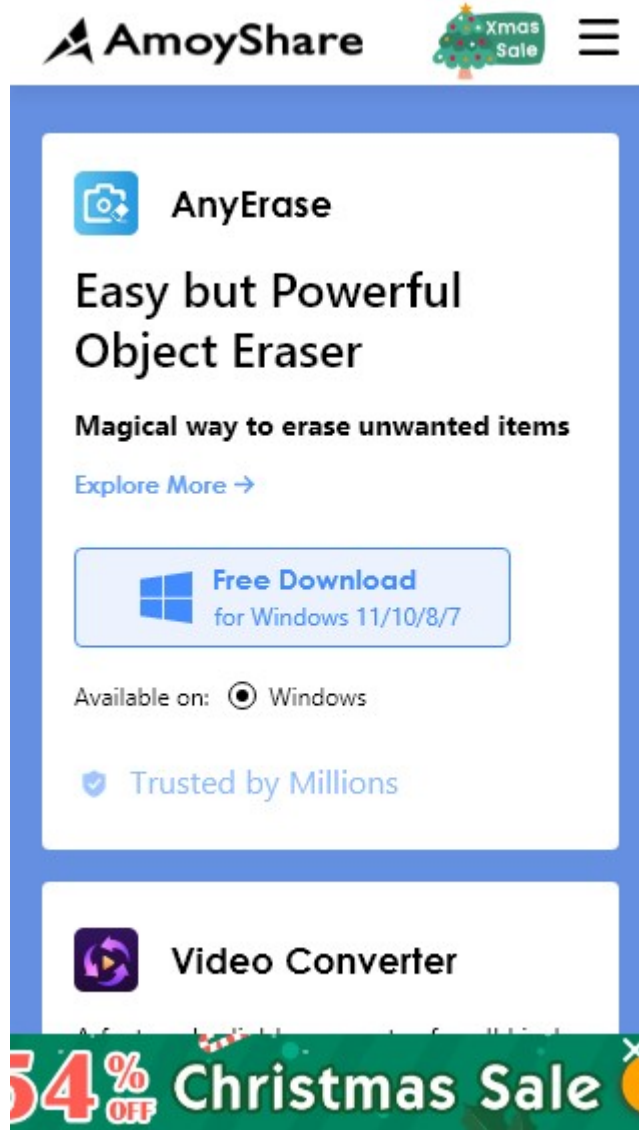 AmoyShare
Xmas
Sale
AnyErase
Easy but Powerful
Object Eraser
Magical way to erase unwanted items
Explore More →
Free Download
for Windows 11/10/8/7
Available on: Windows
Trusted by Millions
Video Converter
54% OFF Christmas Sale